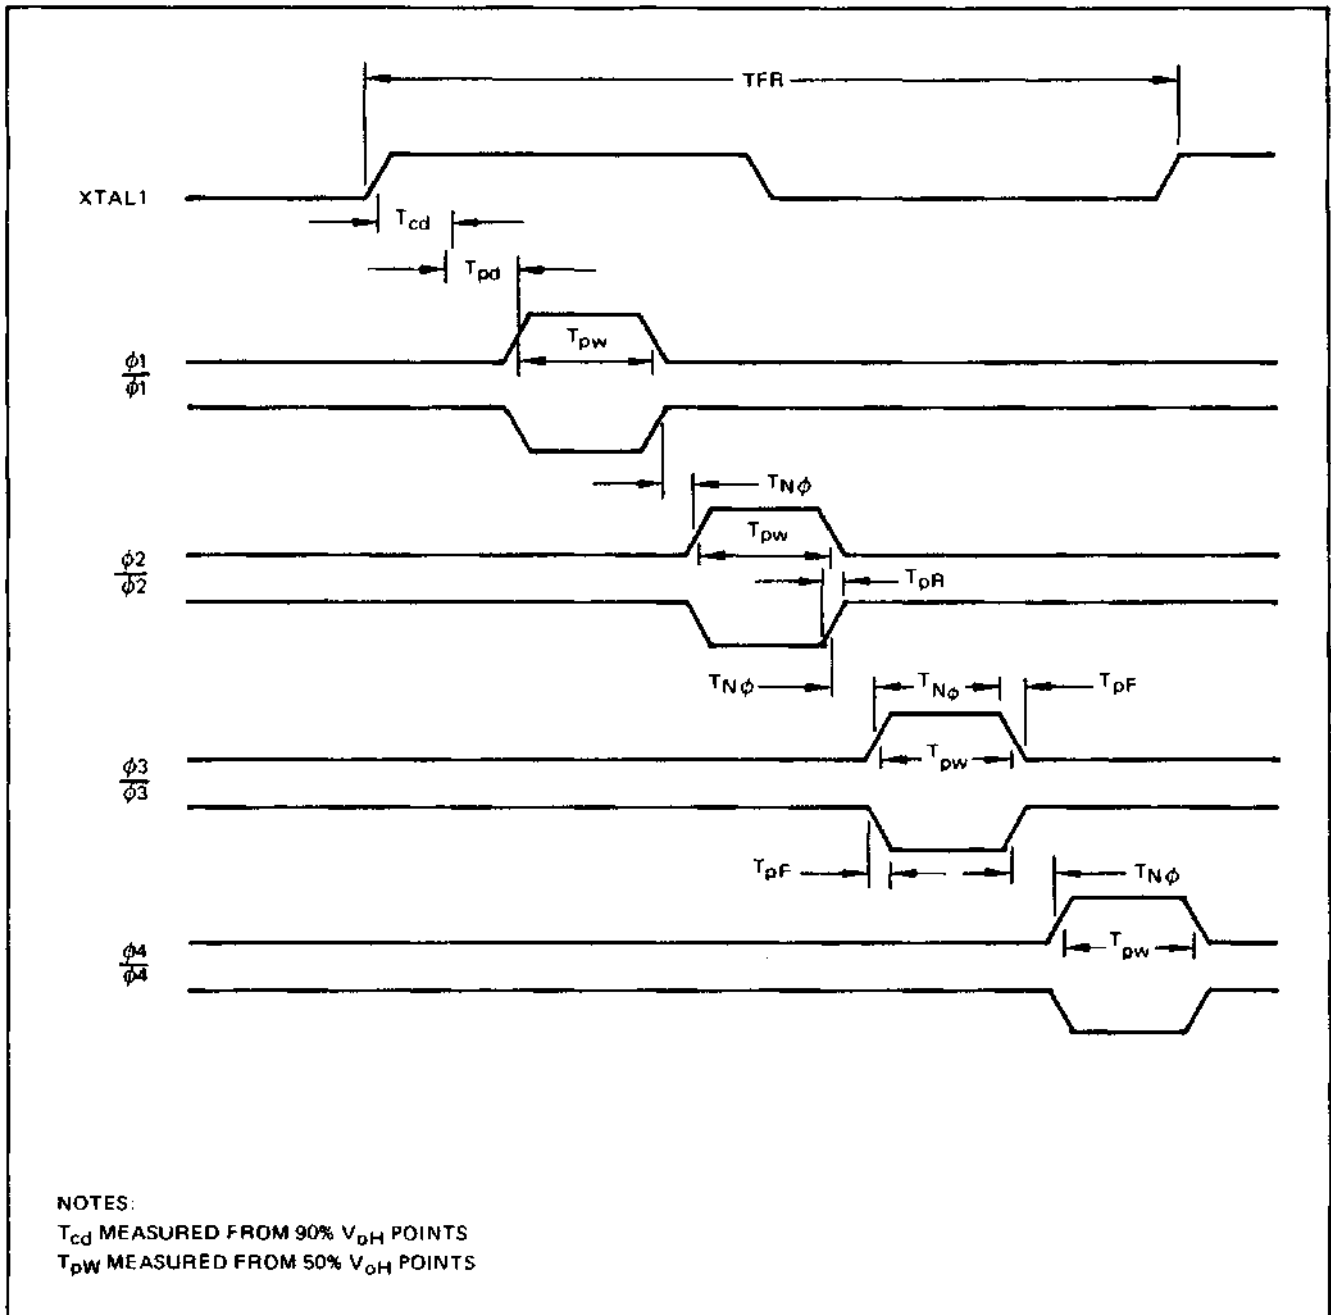 TFR
XTAL1
Tcd
Tpd
Tpw
ϕ1
ϕ1
TNϕ
Tpw
ϕ2
ϕ2
TpR
TNϕ
TNϕ
TpF
Tpw
ϕ3
ϕ3
TpF
TNϕ
Tpw
ϕ4
ϕ4
NOTES:
Tcd MEASURED FROM 90% VoH POINTS
TpW MEASURED FROM 50% VoH POINTS